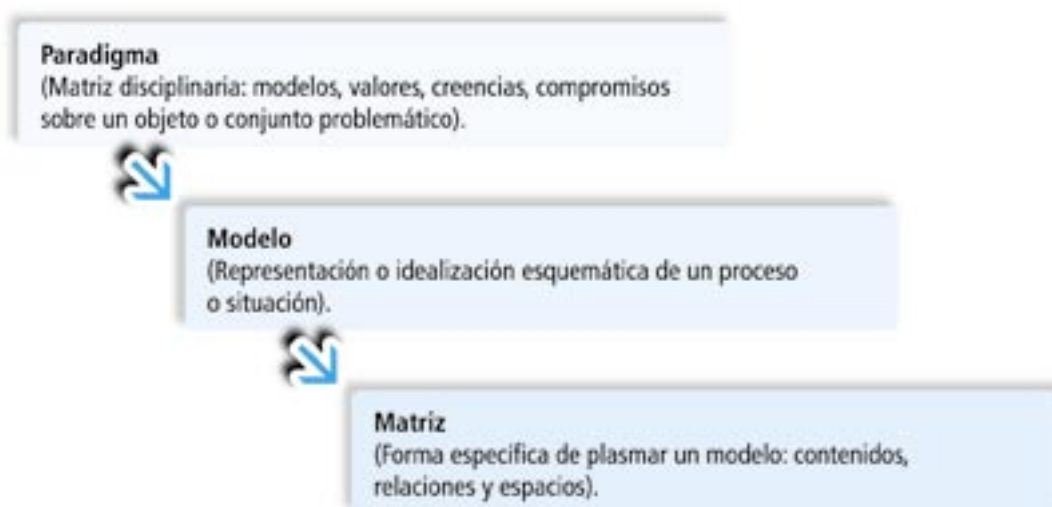 Paradigma
(Matriz disciplinaria: modelos, valores, creencias, compromisos
sobre un objeto o conjunto problemático).
Modelo
(Representación o idealización esquemática de un proceso
o situación).
Matriz
(Forma específica de plasmar un modelo: contenidos,
relaciones y espacios).